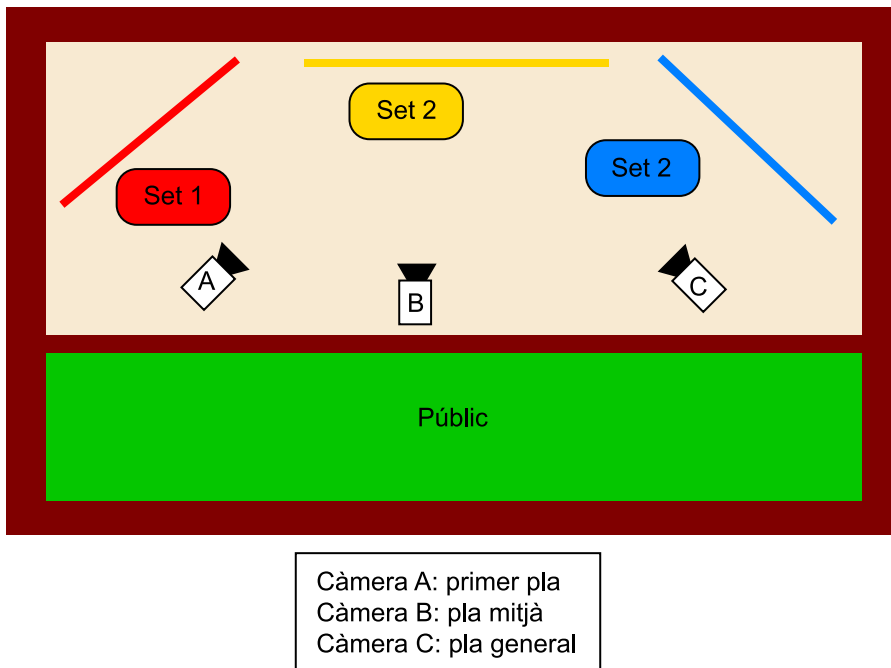 Set 2
Set 2
Set 1
A
B
C
Públic
Càmera A: primer pla
Càmera B: pla mitjà
Càmera C: pla general